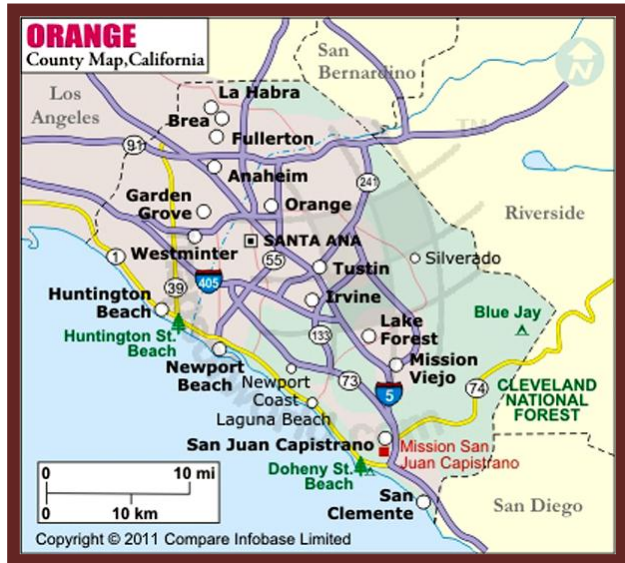 ORANGE
County Map,California
San
Bernardino
N
Los
Angeles
La Habra
Brea
Fullerton
91
Anaheim
241
Garden
Grove
Orange
Riverside
Westminter
SANTA ANA
1
55
Silverado
405
39
Tustin
Huntington
Beach
Irvine
Blue Jay
Huntington St.
Beach
133
Lake
Forest
Newport
Beach
Mission
Viejo
Newport
Coast
73
5
74
CLEVELAND
NATIONAL
FOREST
Laguna Beach
San Juan Capistrano
Mission San
Juan Capistrano
Doheny St.
Beach
San
Clemente
San Diego
0 10 mi
0 10 km
Copyright © 2011 Compare Infobase Limited